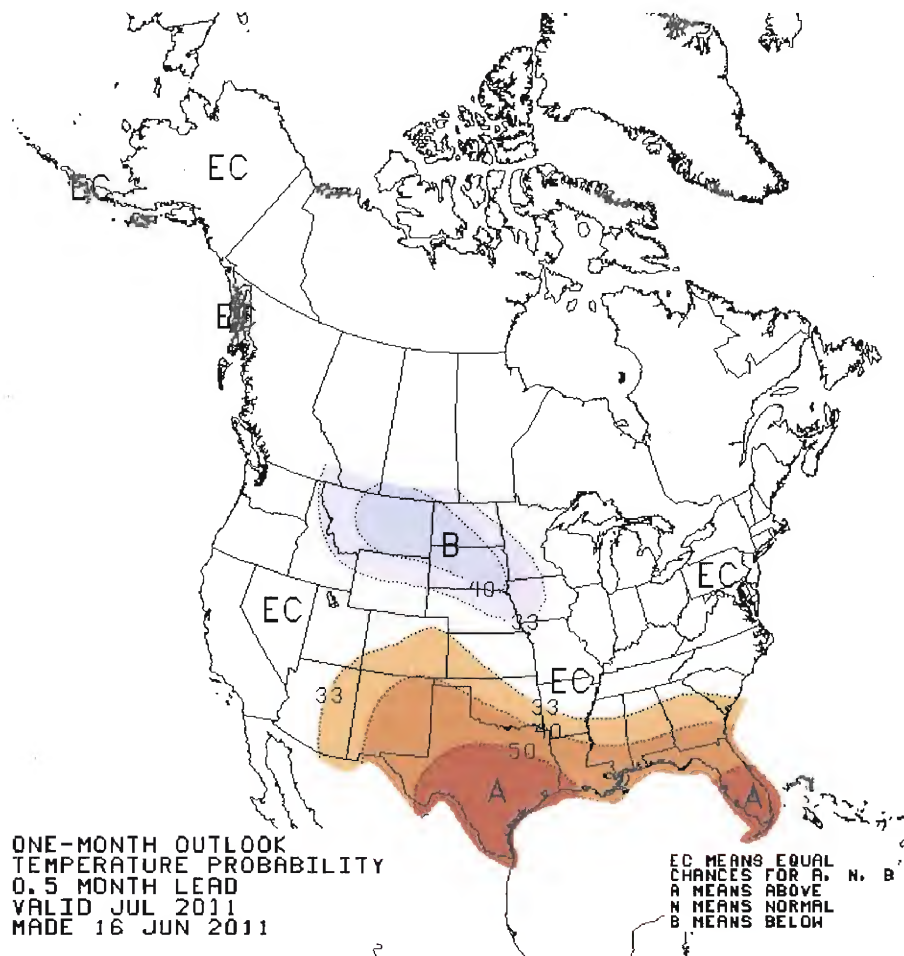 EC
EC
EC
B
40
EC
EC
33
EC
33
33
40
50
A
A
ONE-MONTH OUTLOOK
TEMPERATURE PROBABILITY
0.5 MONTH LEAD
VALID JUL 2011
MADE 16 JUN 2011
EC MEANS EQUAL
CHANCES FOR A, N, B
A MEANS ABOVE
N MEANS NORMAL
B MEANS BELOW